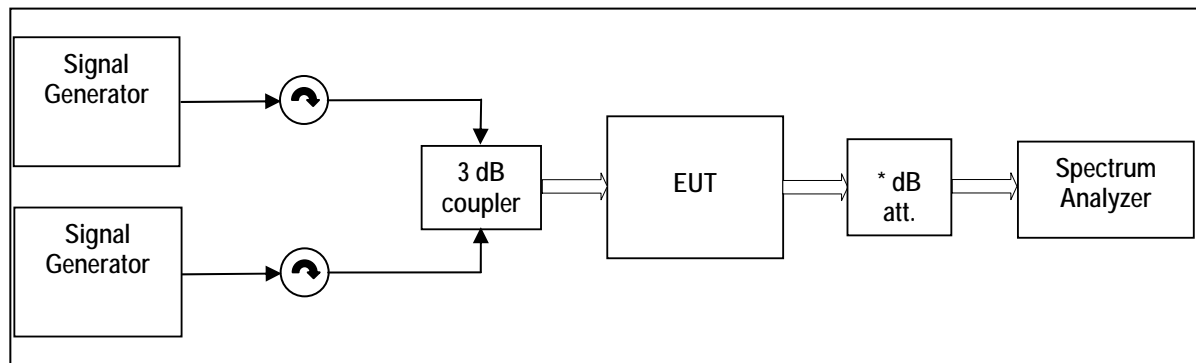 Signal
Generator
3 dB
coupler
EUT
* dB
att.
Spectrum
Analyzer
Signal
Generator